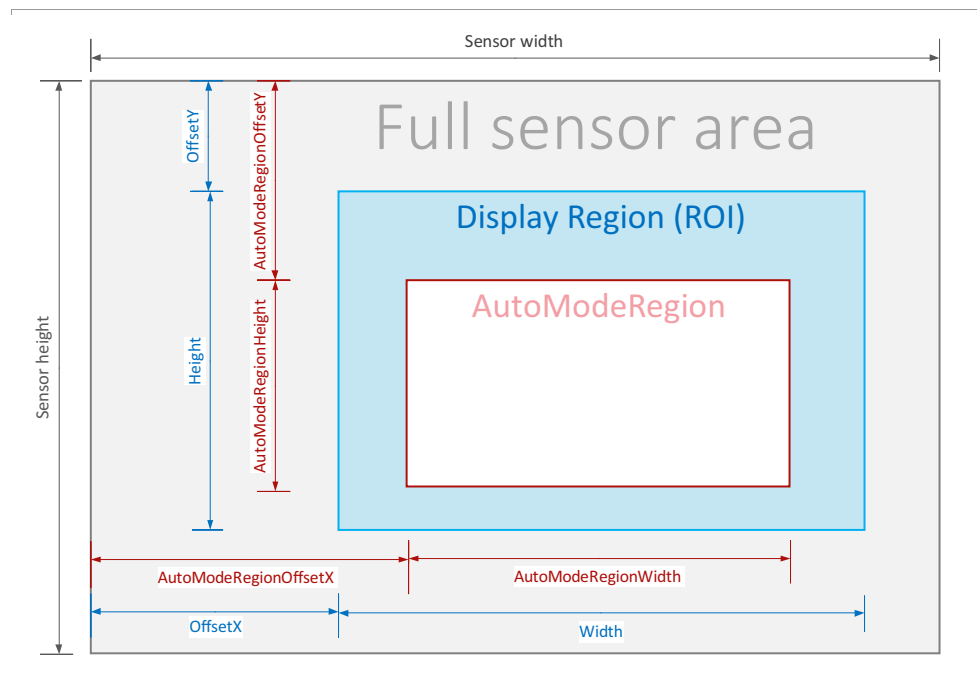 Sensor width
Full sensor area
OffsetY
AutoModeRegionOffsetY
Display Region (ROI)
AutoModeRegion
Sensor height
Height
AutoModeRegionHeight
AutoModeRegionOffsetX
AutoModeRegionWidth
OffsetX
Width